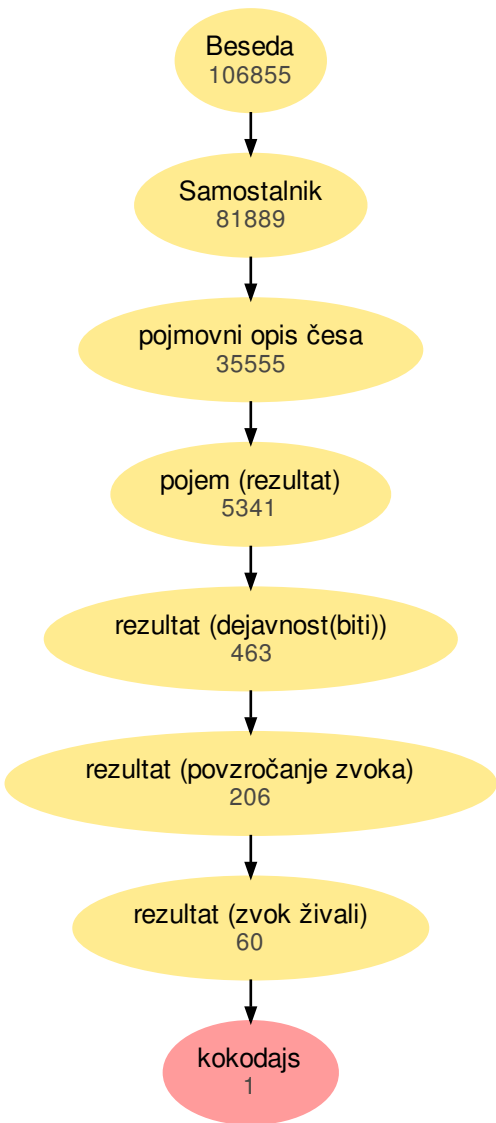 Beseda
106855
Samostalnik
81889
pojmovni opis česa
35555
pojem (rezultat)
5341
rezultat (dejavnost(biti))
463
rezultat (povzročanje zvoka)
206
rezultat (zvok živali)
60
kokodajs
1